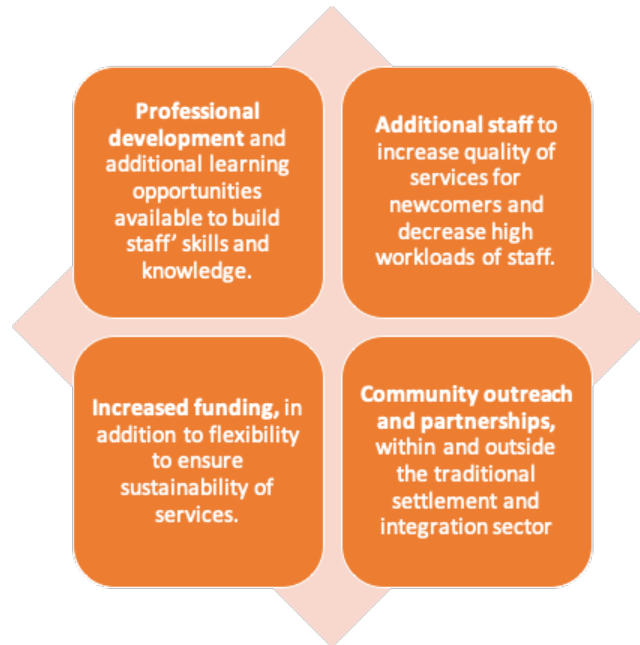 Professional
development and
additional learning
opportunities
available to build
staff' skills and
knowledge.
Additional staff to
increase quality of
services for
newcomers and
decrease high
workloads of staff.
Increased funding, in
addition to flexibility
to ensure
sustainability of
services.
Community outreach
and partnerships,
within and outside
the traditional
settlement and
integration sector